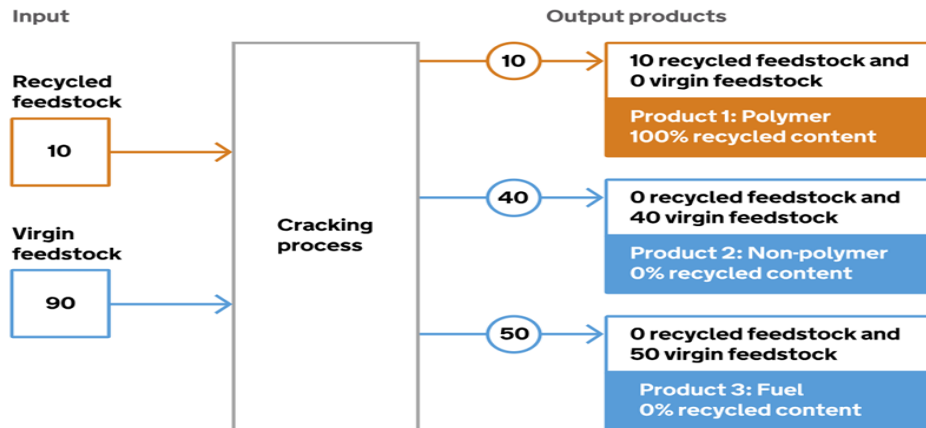 Input
Output products
Recycled
feedstock
10
Virgin
feedstock
90
Cracking
process
10
10 recycled feedstock and
0 virgin feedstock
Product 1: Polymer
100% recycled content
40
0 recycled feedstock and
40 virgin feedstock
Product 2: Non-polymer
0% recycled content
50
0 recycled feedstock and
50 virgin feedstock
Product 3: Fuel
0% recycled content